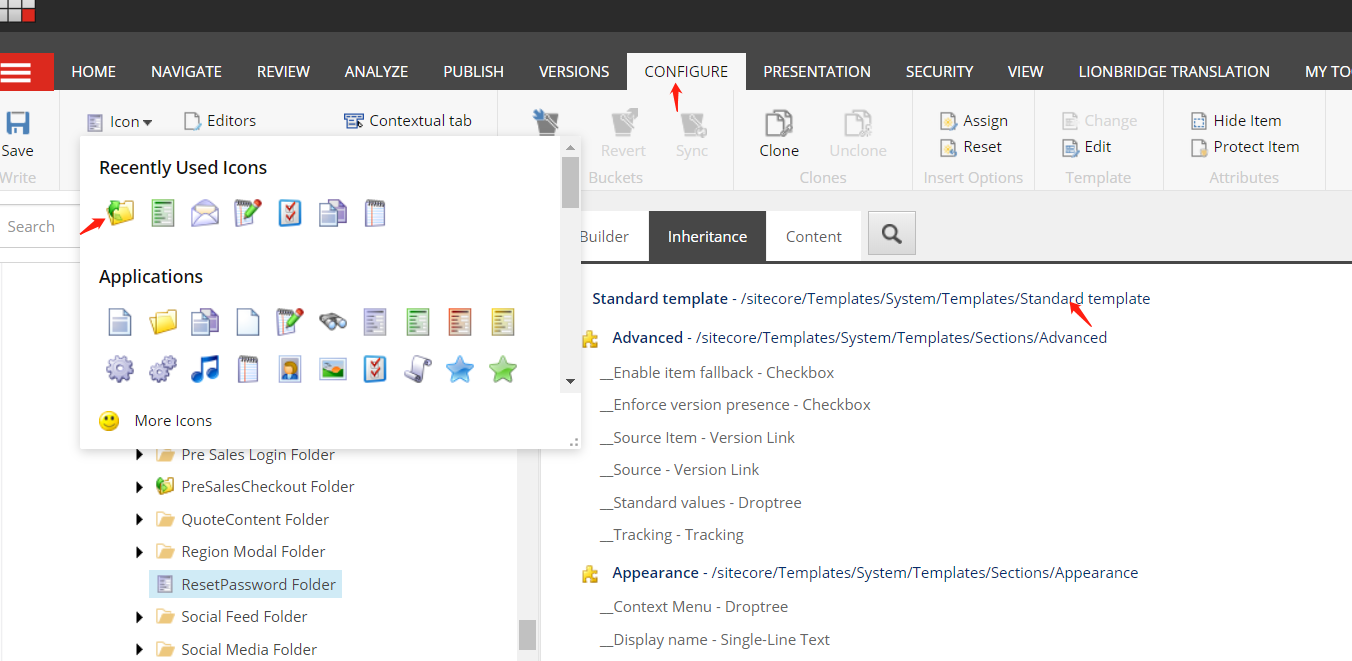 HOME NAVIGATE REVIEW ANALYZE PUBLISH VERSIONS CONFIGURE PRESENTATION SECURITY VIEW LIONBRIDGE TRANSLATION MY TO
Icon Editors Contextual tab Assign Change Hide Item
Save Revert Sync Clone Unclone Reset Edit Protect Item
Write Buckets Clones Insert Options Template Attributes
Recently Used Icons
Search
Builder Inheritance Content
Applications
More Icons
Pre Sales Login Folder
PreSalesCheckout Folder
QuoteContent Folder
Region Modal Folder
ResetPassword Folder
Social Feed Folder
Social Media Folder
Standard template - /sitecore/Templates/System/Templates/Standard template
Advanced - /sitecore/Templates/System/Templates/Sections/Advanced
__Enable item fallback - Checkbox
__Enforce version presence - Checkbox
__Source Item - Version Link
__Source - Version Link
__Standard values - Droptree
__Tracking - Tracking
Appearance - /sitecore/Templates/System/Templates/Sections/Appearance
__Context Menu - Droptree
__Display name - Single-Line Text